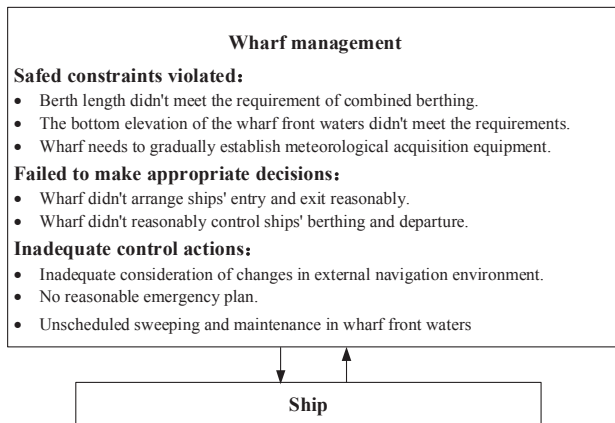 Wharf management
Safed constraints violated:
• Berth length didn't meet the requirement of combined berthing.
• The bottom elevation of the wharf front waters didn't meet the requirements.
• Wharf needs to gradually establish meteorological acquisition equipment.
Failed to make appropriate decisions:
• Wharf didn't arrange ships' entry and exit reasonably.
• Wharf didn't reasonably control ships' berthing and departure.
Inadequate control actions:
• Inadequate consideration of changes in external navigation environment.
• No reasonable emergency plan.
• Unscheduled sweeping and maintenance in wharf front waters
Ship